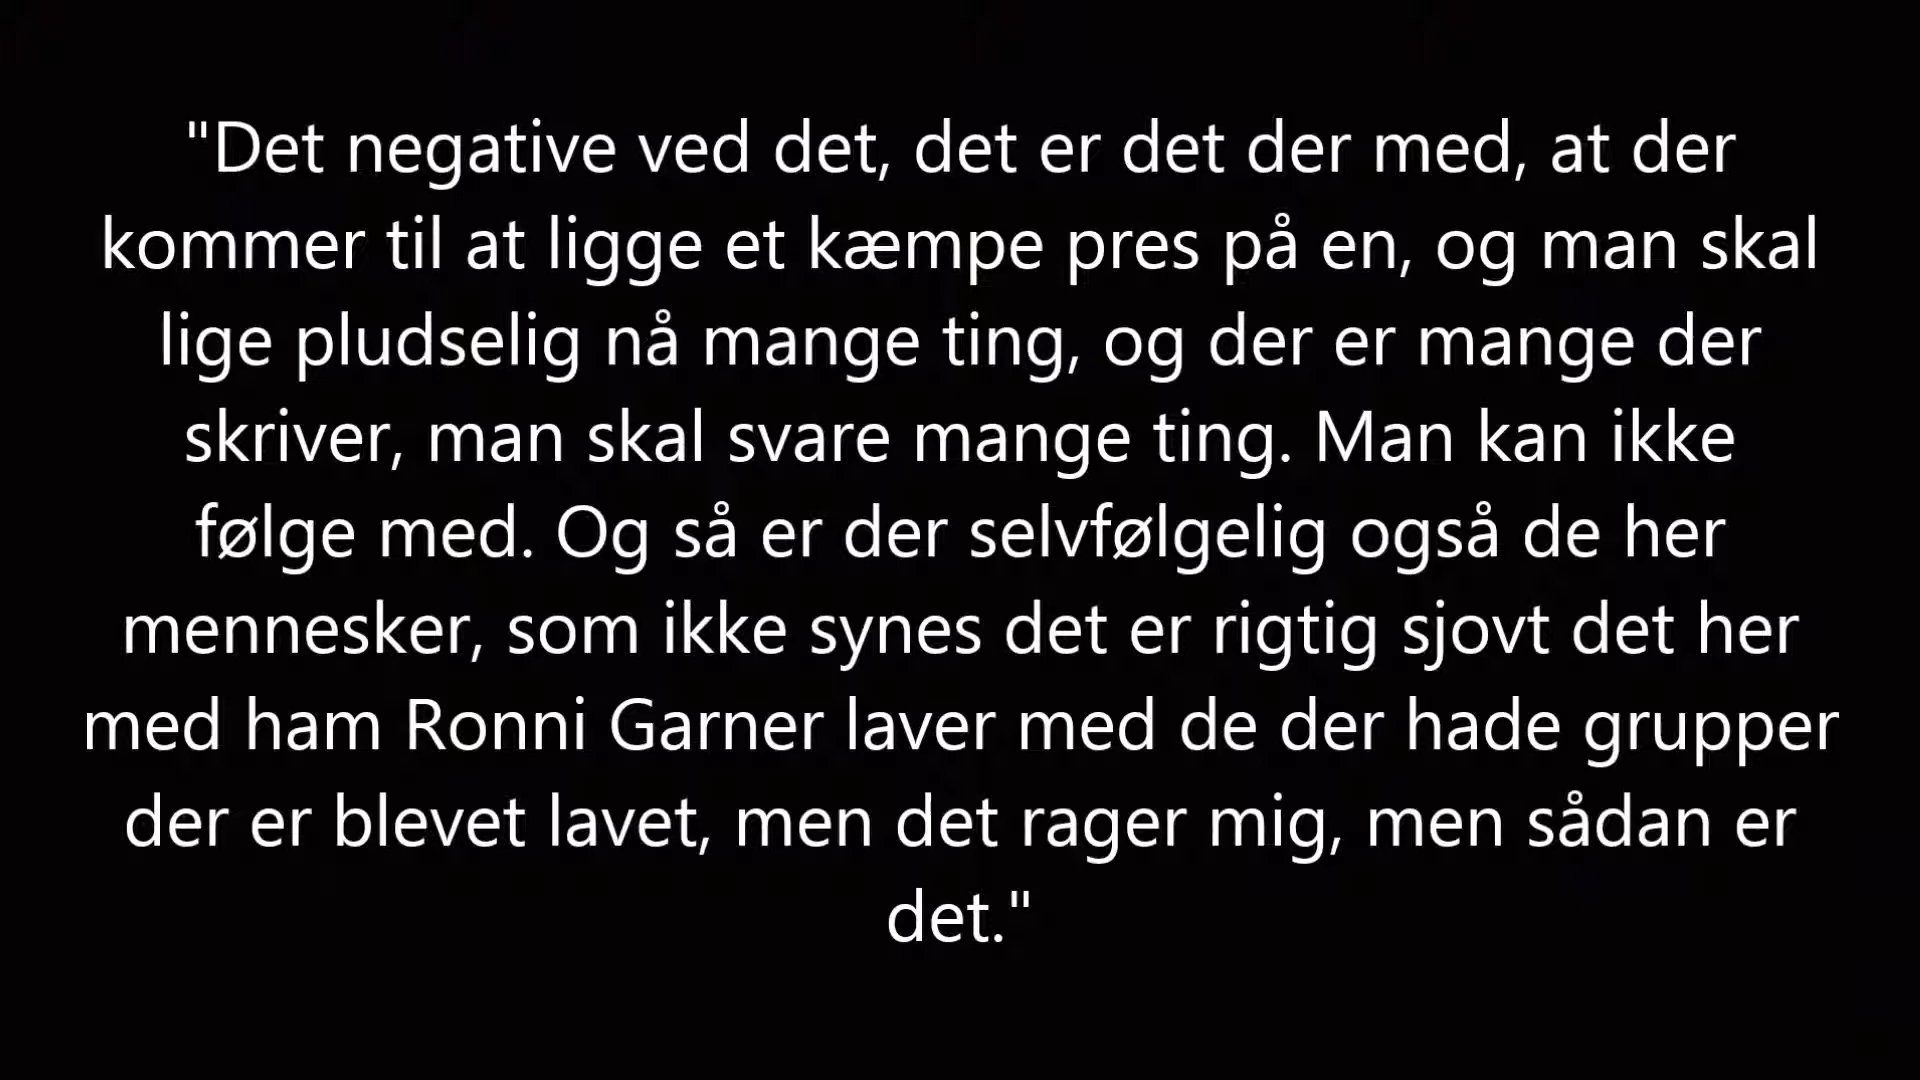 "Det negative ved det, det er det der med, at der
kommer til at ligge et kæmpe pres på en, og man skal
lige pludselig nå mange ting, og der er mange der
skriver, man skal svare mange ting. Man kan ikke
følge med. Og så er der selvfølgelig også de her
mennesker, som ikke synes det er rigtig sjovt det her
med ham Ronni Garner laver med de der hade grupper
der er blevet lavet, men det rager mig, men sådan er
det."